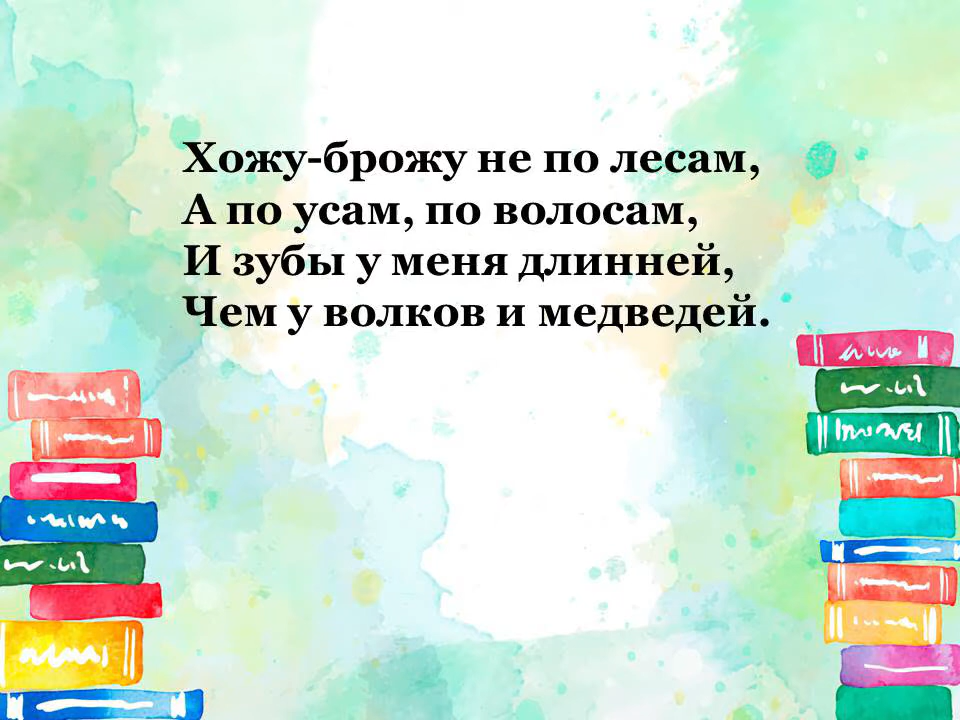 Хожу-брожу не по лесам,
А по усам, по волосам,
И зубы у меня длинней,
Чем у волков и медведей.